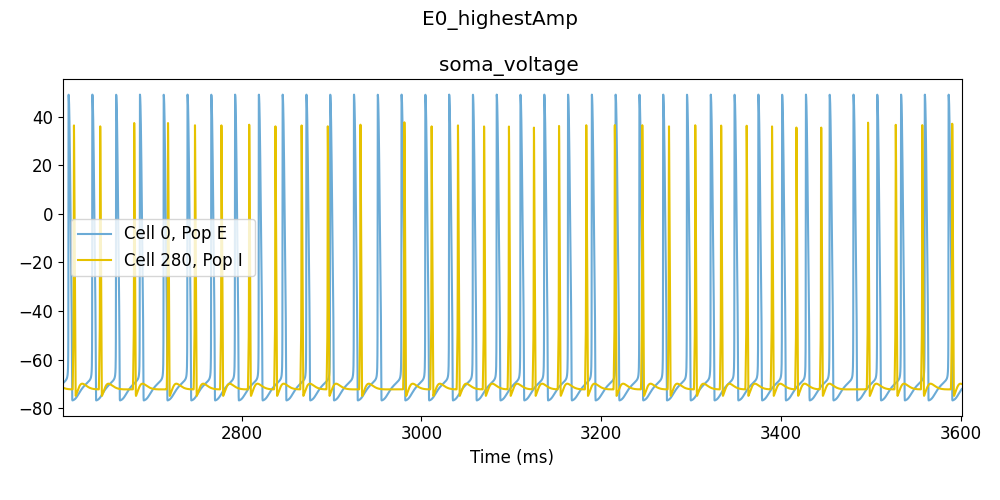 E0_highestAmp
soma_voltage
40
20
0
−20
−40
−60
−80
Cell 0, Pop E
Cell 280, Pop I
2800
3000
3200
3400
3600
Time (ms)